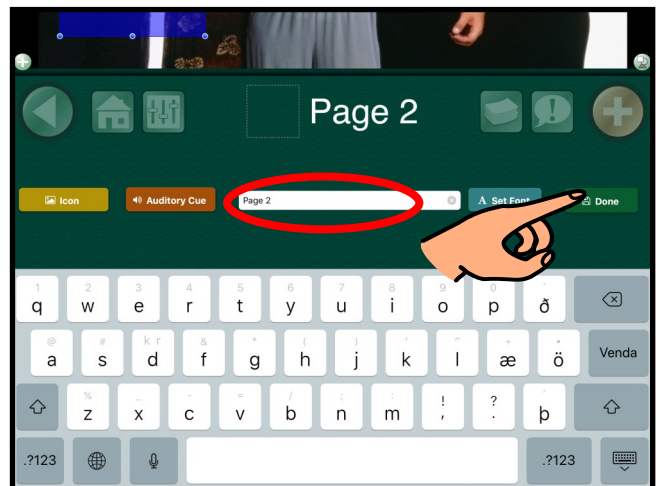 Page 2
Icon
Auditory Cue
Page 2
A Set Font
Done
1 2 3 4 5 6 7 8 9 0 ´
q w e r t y u i o p ð
@ # kr & * ( ) ' " + •
a s d f g h j k l æ ö Venda
% _ - = / ; : ! ? ´
z x c v b n m , . þ
.?123 .?123